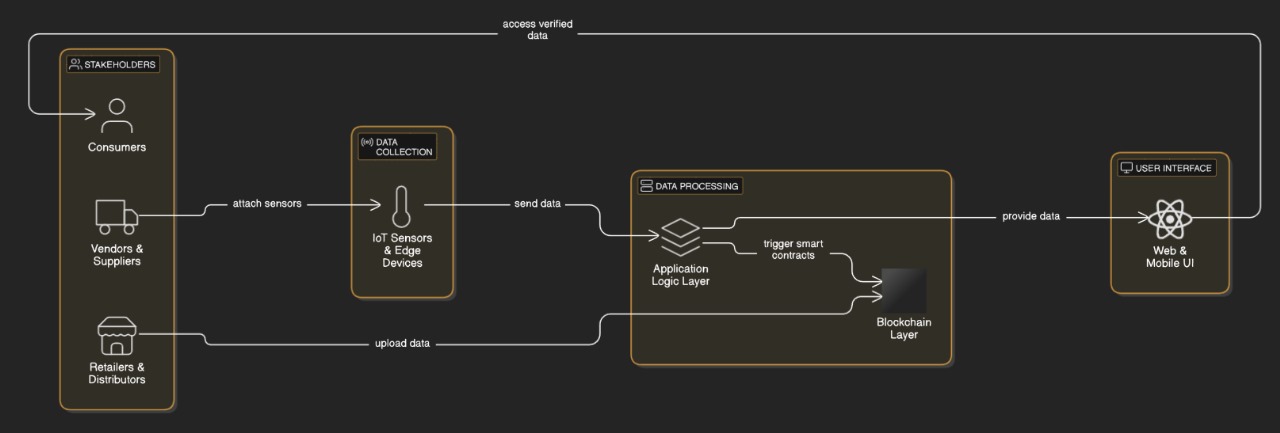 access verified
data
STAKEHOLDERS
Consumers
DATA
COLLECTION
USER INTERFACE
DATA PROCESSING
attach sensors
send data
provide data
Vendors &
Suppliers
IoT Sensors
& Edge
Devices
trigger smart
contracts
Application
Logic Layer
Web &
Mobile UI
Blockchain
Layer
upload data
Retailers &
Distributors